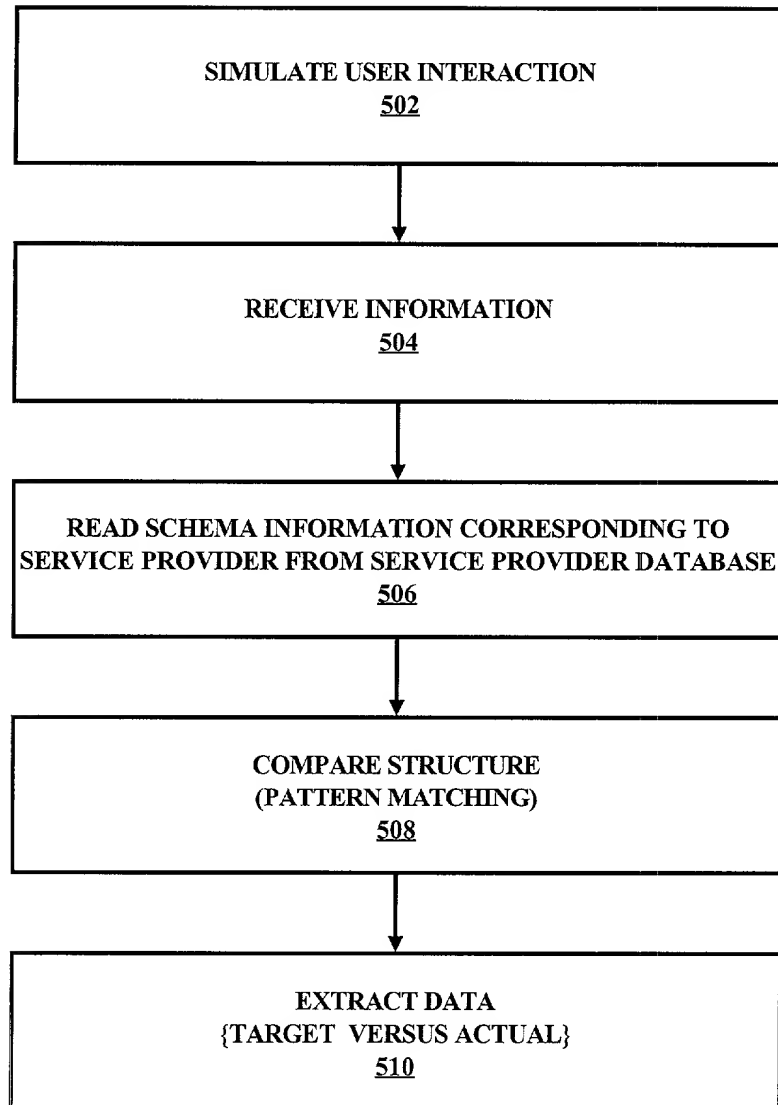 SIMULATE USER INTERACTION
502
RECEIVE INFORMATION
504
READ SCHEMA INFORMATION CORRESPONDING TO
SERVICE PROVIDER FROM SERVICE PROVIDER DATABASE
506
COMPARE STRUCTURE
(PATTERN MATCHING)
508
EXTRACT DATA
{TARGET VERSUS ACTUAL}
510